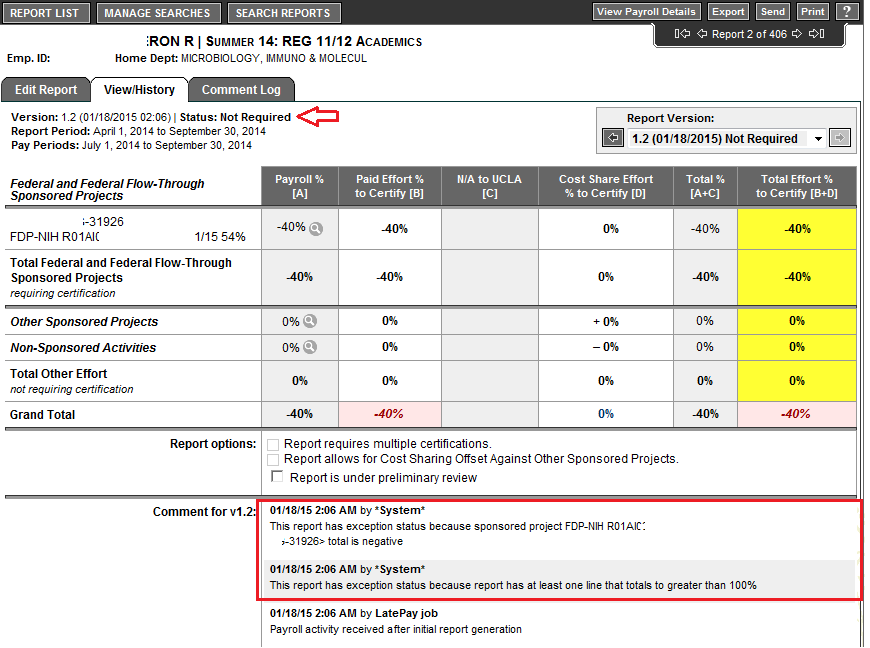 REPORT LIST MANAGE SEARCHES SEARCH REPORTS View Payroll Details Export Send Print ?
Report 2 of 406
RON R | SUMMER 14: REG 11/12 ACADEMICS
Emp. ID: Home Dept: MICROBIOLOGY, IMMUNO & MOLECUL
Edit Report View/History Comment Log
Version: 1.2 (01/18/2015 02:06) | Status: Not Required
Report Period: April 1, 2014 to September 30, 2014
Pay Periods: July 1, 2014 to September 30, 2014
Report Version:
1.2 (01/18/2015) Not Required
Federal and Federal Flow-Through Sponsored Projects Payroll % [A] Paid Effort % to Certify [B] N/A to UCLA [C] Cost Share Effort % to Certify [D] Total % [A+C] Total Effort % to Certify [B+D]
-31926
FDP-NIH R01AI 1/15 54% -40% -40% 0% -40% -40%
Total Federal and Federal Flow-Through
Sponsored Projects -40% -40% 0% -40% -40%
requiring certification
Other Sponsored Projects 0% 0% + 0% 0% 0%
Non-Sponsored Activities 0% 0% – 0% 0% 0%
Total Other Effort 0% 0% 0% 0% 0%
not requiring certification
Grand Total -40% -40% 0% -40% -40%
Report options: Report requires multiple certifications.
Report allows for Cost Sharing Offset Against Other Sponsored Projects.
Report is under preliminary review
Comment for v1.2: 01/18/15 2:06 AM by *System*
This report has exception status because sponsored project FDP-NIH R01AI
-31926> total is negative
01/18/15 2:06 AM by *System*
This report has exception status because report has at least one line that totals to greater than 100%
01/18/15 2:06 AM by LatePay job
Payroll activity received after initial report generation